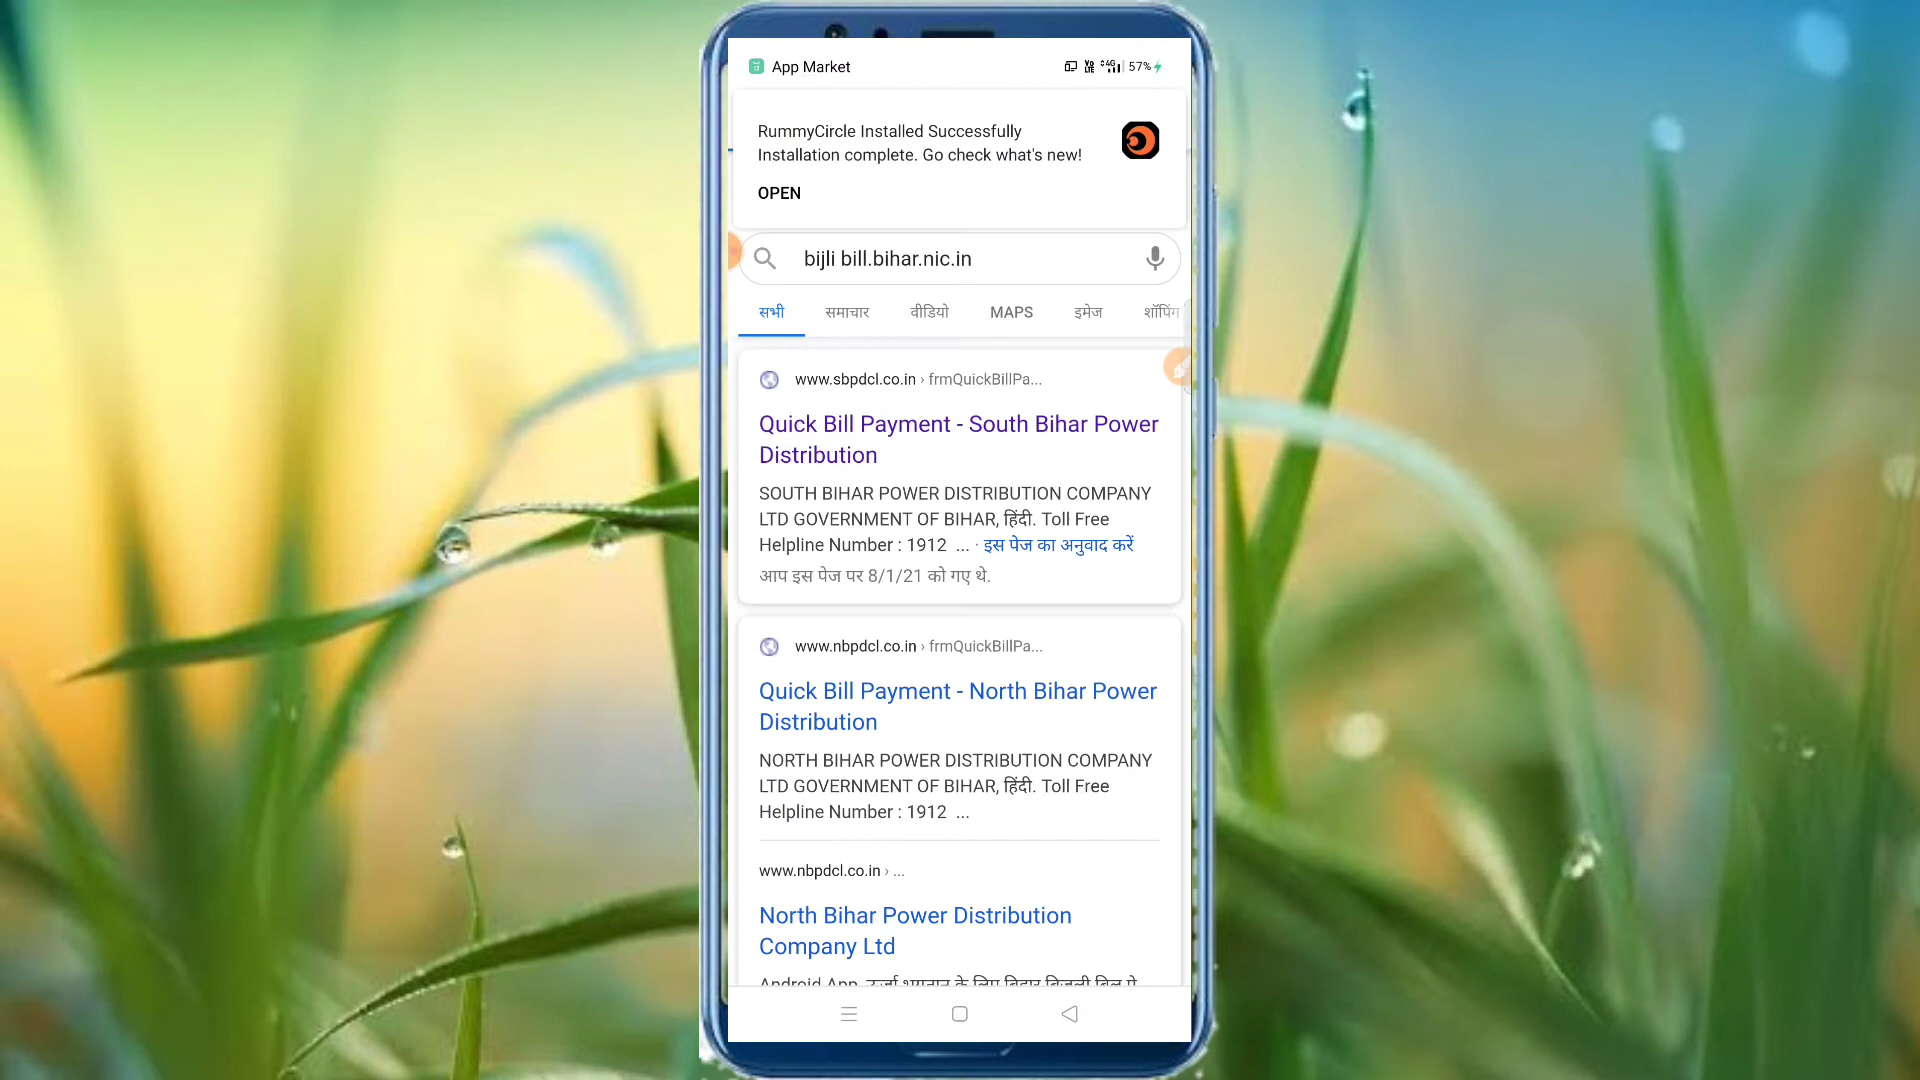 App Market
57%
RummyCircle Installed Successfully
Installation complete. Go check what's new!
OPEN
bijli bill.bihar.nic.in
सभी समाचार वीडियो MAPS इमेज शॉपिंग
www.sbpdcl.co.in › frmQuickBillPa...
Quick Bill Payment - South Bihar Power
Distribution
SOUTH BIHAR POWER DISTRIBUTION COMPANY
LTD GOVERNMENT OF BIHAR, हिंदी. Toll Free
Helpline Number : 1912 ... · इस पेज का अनुवाद करें
आप इस पेज पर 8/1/21 को गए थे.
www.nbpdcl.co.in › frmQuickBillPa...
Quick Bill Payment - North Bihar Power
Distribution
NORTH BIHAR POWER DISTRIBUTION COMPANY
LTD GOVERNMENT OF BIHAR, हिंदी. Toll Free
Helpline Number : 1912 ...
www.nbpdcl.co.in › ...
North Bihar Power Distribution
Company Ltd
Android App. ऊर्जा भुगतान के लिए बिहार बिजली बिल पे